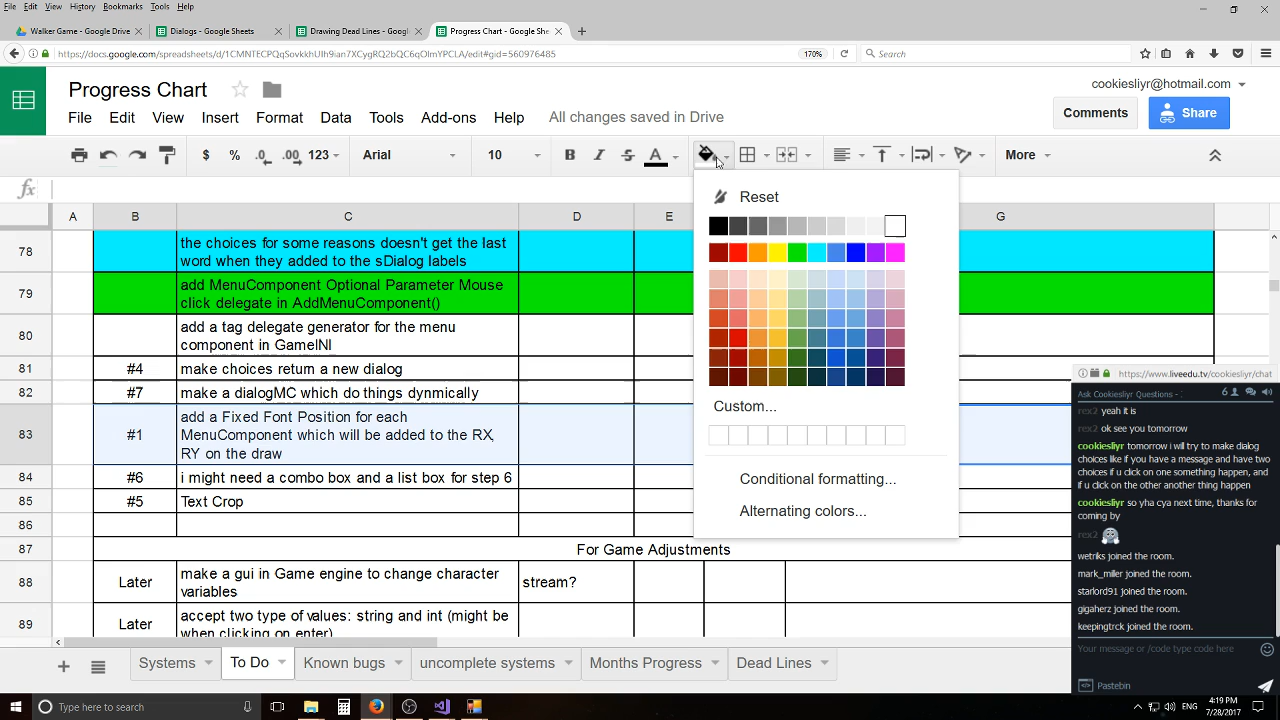 File Edit View History Bookmarks Tools Help
Walker Game - Google Drive
Dialogs - Google Sheets
Drawing Dead Lines - Googl
Progress Chart - Google She
https://docs.google.com/spreadsheets/d/
edit#gid=560976485
170%
Search
Progress Chart
cookiesliyr@hotmail.com
File Edit View Insert Format Data Tools Add-ons Help All changes saved in Drive
Comments
Share
$ % .0 .00 123 Arial 10 B I S A More
fx
A B C D E G
Reset
78
the choices for some reasons doesn't get the last
word when they added to the sDialog labels
79
add MenuComponent Optional Parameter Mouse
click delegate in AddMenuComponent()
80
add a tag delegate generator for the menu
component in GameINI
81 #4 make choices return a new dialog
82 #7 make a dialogMC which do things dynmically
83 #1
add a Fixed Font Position for each
MenuComponent which will be added to the RX,
RY on the draw
84 #6 i might need a combo box and a list box for step 6
85 #5 Text Crop
86
87 For Game Adjustments
88 Later
make a gui in Game engine to change character
variables
stream?
89 Later
accept two type of values: string and int (might be
when clicking on enter)
Custom...
Conditional formatting...
Alternating colors...
https://www.liveedu.tv/cookiesliyr/chat
Ask Cookiesliyr Questions -
6
rex2 yeah it is
rex2 ok see you tomorrow
cookiesliyr tomorrow i will try to make dialog
choices like if you have a message and have two
choices if u click on one something happen, and
if u click on the other another thing happen
cookiesliyr so yha cya next time, thanks for
coming by
rex2
wetriks joined the room.
mark_miller joined the room.
starlord91 joined the room.
gigaherz joined the room.
keepingtrck joined the room.
Your message or /code type code here
Pastebin
Systems
To Do
Known bugs
uncomplete systems
Months Progress
Dead Lines
Type here to search
ENG
4:19 PM
7/28/2017